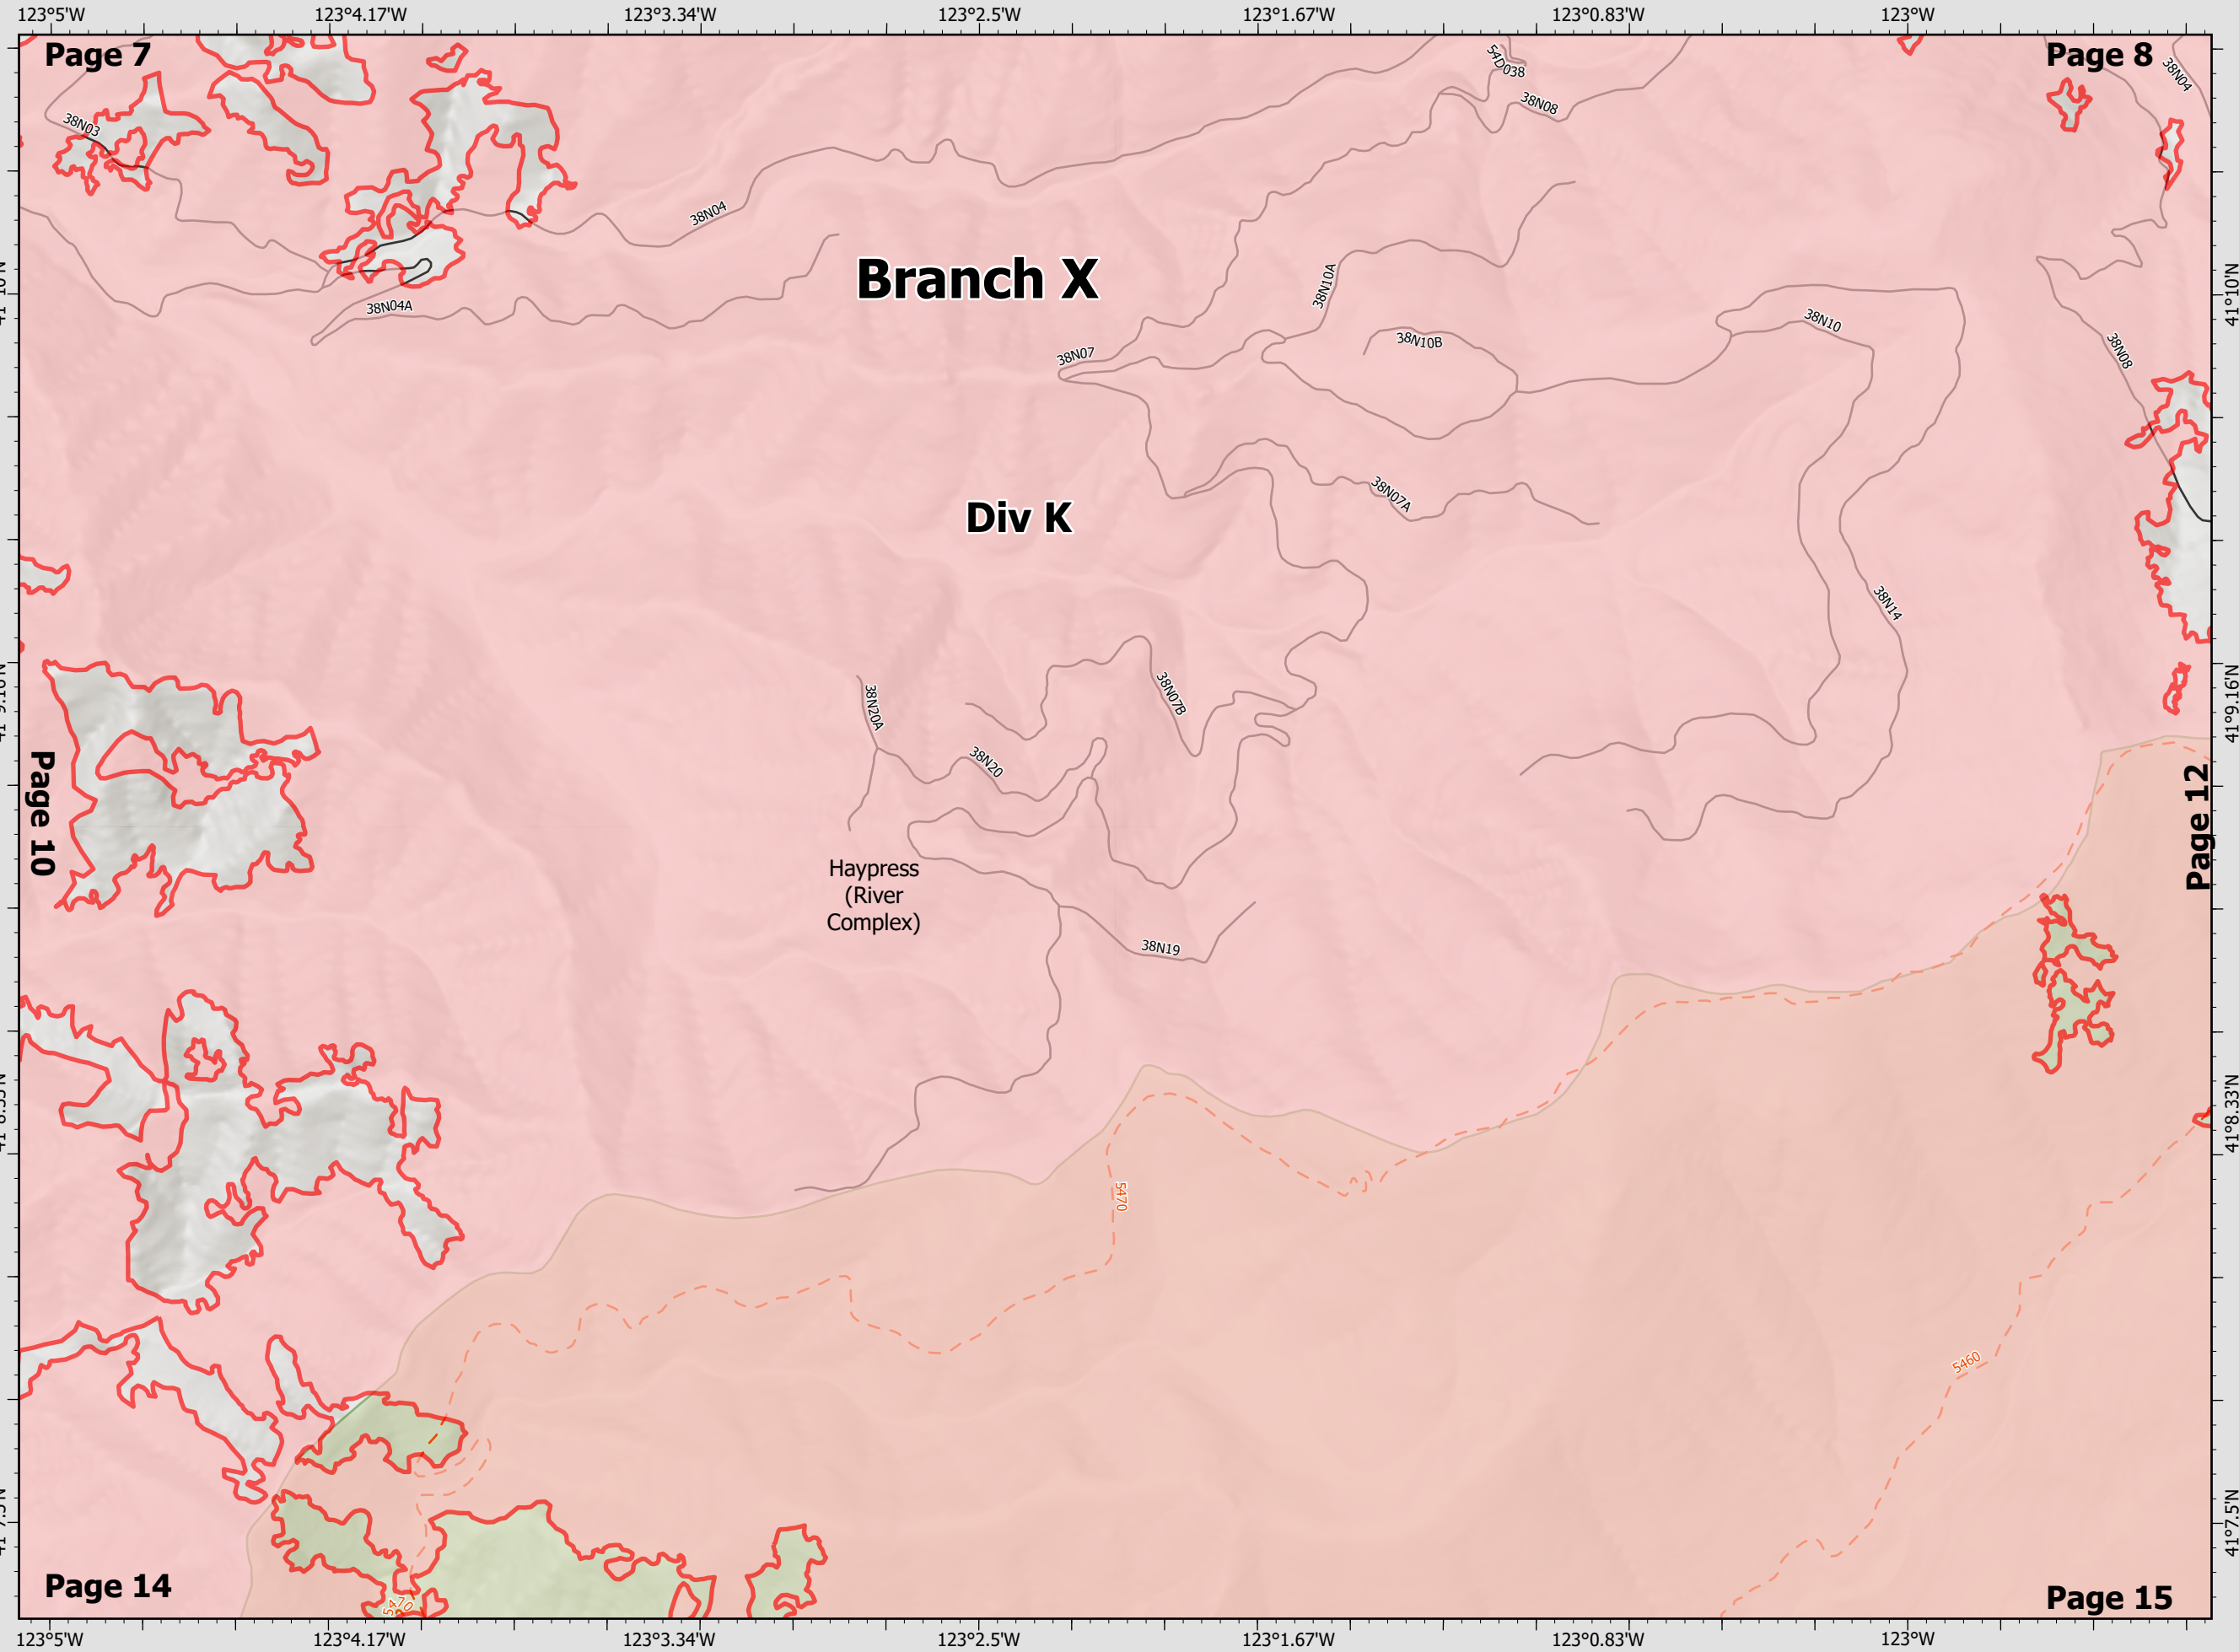 123°5'W 123°4.17'W 123°3.34'W 123°2.5'W 123°1.67'W 123°0.83'W 123°W
Page 7
Page 8
54D038
38N04
38N08
38N03
38N04
Branch X
38N10A
41°10'N
38N04A
38N10
38N10B
38N07
38N08
Div K
38N07A
38N14
38N20A
38N07B
41°9.16'N
38N20
Page 10
Page 12
Haypress
(River
Complex)
38N19
41°8.33'N
5470
5460
41°7.5'N
Page 14
5470
Page 15
123°5'W 123°4.17'W 123°3.34'W 123°2.5'W 123°1.67'W 123°0.83'W 123°W